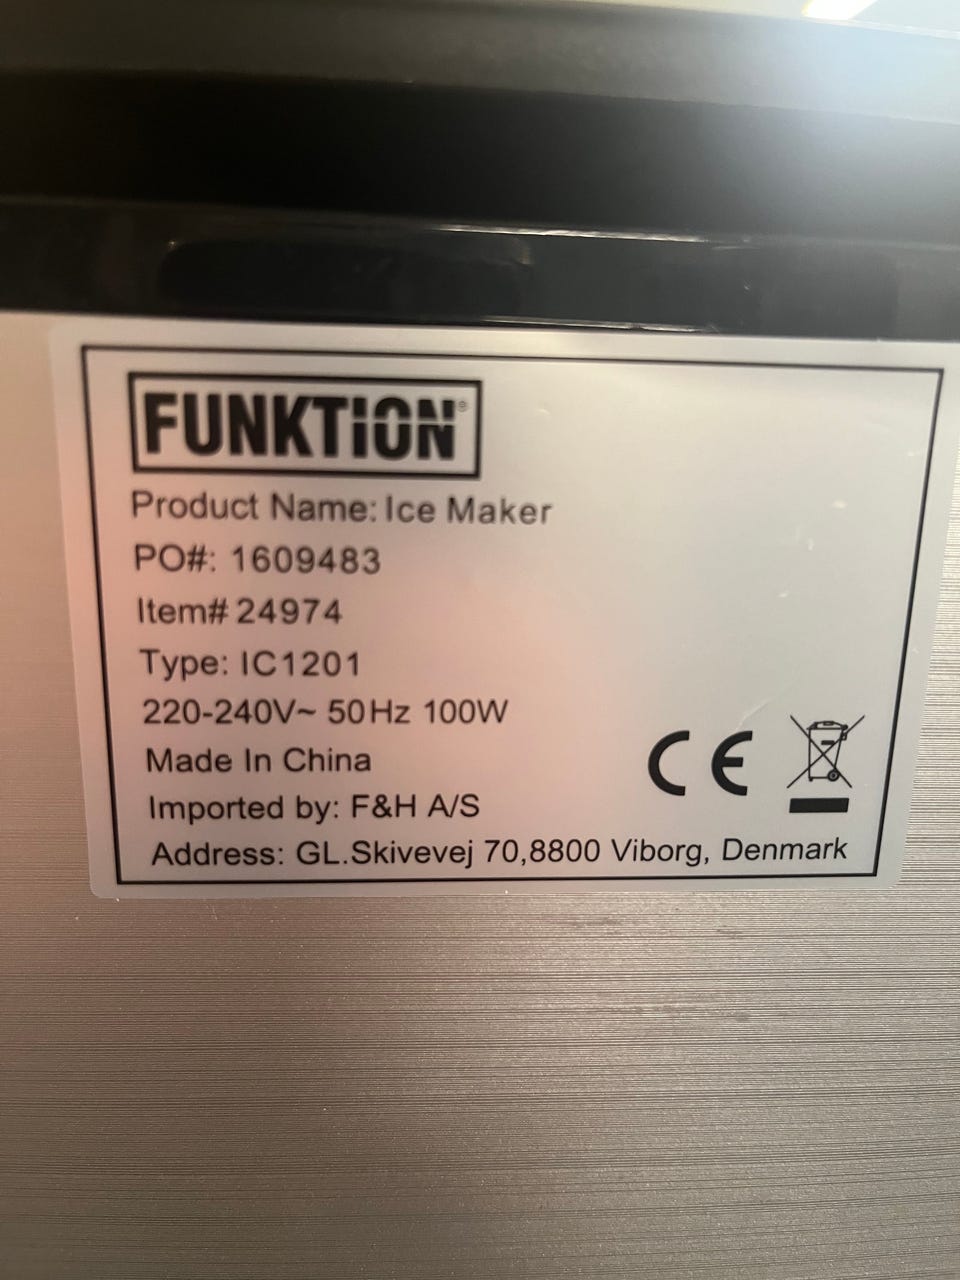 FUNKTION®
Product Name: Ice Maker
PO#: 1609483
Item# 24974
Type: IC1201
220-240V~ 50Hz 100W
Made In China
Imported by: F&H A/S
Address: GL.Skivevej 70,8800 Viborg, Denmark
CE